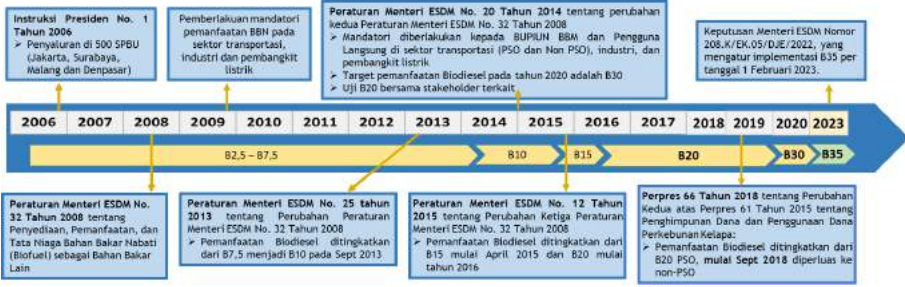 Instruksi Presiden No. 1
Tahun 2006
➢ Penyaluran di 500 SPBU
(Jakarta, Surabaya,
Malang dan Denpasar)
Pemberlakuan mandatori
pemanfaatan BBN pada
sektor transportasi,
industri dan pembangkit
listrik
Peraturan Menteri ESDM No. 20 Tahun 2014 tentang perubahan
kedua Peraturan Menteri ESDM No. 32 Tahun 2008
➢ Mandatori diberlakukan kepada BUPIUN BBM dan Pengguna
Langsung di sektor transportasi (PSO dan Non PSO), industri, dan
pembangkit listrik
➢ Target pemanfaatan Biodiesel pada tahun 2020 adalah B30
➢ Uji B20 bersama stakeholder terkait
Keputusan Menteri ESDM Nomor
208.K/EK.05/DJE/2022, yang
mengatur implementasi B35 per
tanggal 1 Februari 2023.
2006 2007 2008 2009 2010 2011 2012 2013 2014 2015 2016 2017 2018 2019 2020 2023
B2,5 – B7,5 B10 B15 B20 B30 B35
Peraturan Menteri ESDM No.
32 Tahun 2008 tentang
Penyediaan, Pemanfaatan, dan
Tata Niaga Bahan Bakar Nabati
(Biofuel) sebagai Bahan Bakar
Lain
Peraturan Menteri ESDM No. 25 tahun
2013 tentang Perubahan Peraturan
Menteri ESDM No. 32 Tahun 2008
➢ Pemanfaatan Biodiesel ditingkatkan
dari B7,5 menjadi B10 pada Sept 2013
Peraturan Menteri ESDM No. 12 Tahun
2015 tentang Perubahan Ketiga Peraturan
Menteri ESDM No. 32 Tahun 2008
➢ Pemanfaatan Biodiesel ditingkatkan dari
B15 mulai April 2015 dan B20 mulai
tahun 2016
Perpres 66 Tahun 2018 tentang Perubahan
Kedua atas Perpres 61 Tahun 2015 tentang
Penghimpunan Dana dan Penggunaan Dana
Perkebunan Kelapa:
➢ Pemanfaatan Biodiesel ditingkatkan dari
B20 PSO, mulai Sept 2018 diperluas ke
non-PSO